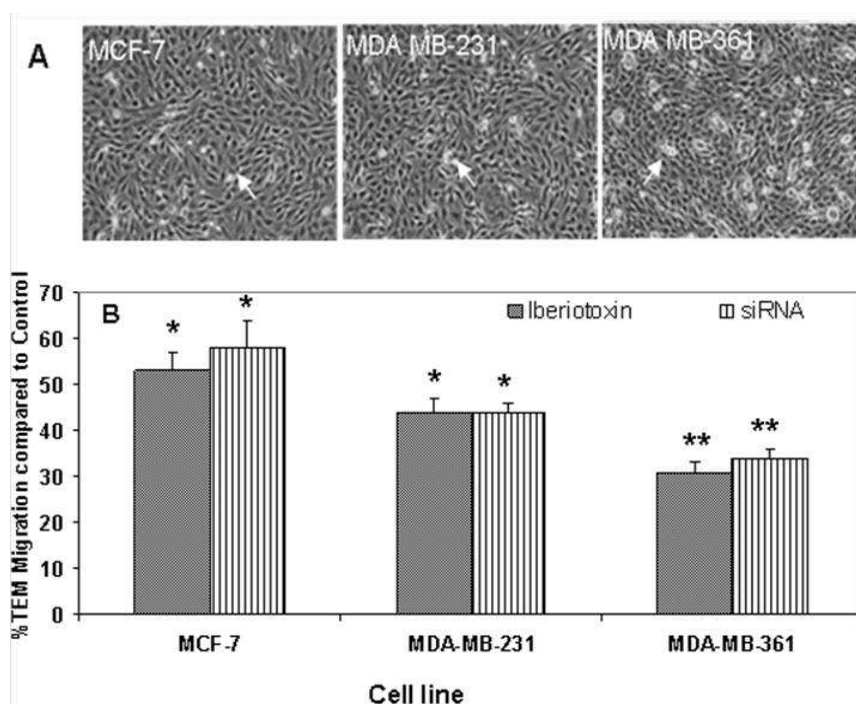 A
MCF-7
MDA MB-231
MDA MB-361
%TEM Migration compared to Control
70
60
50
40
30
20
10
0
B
Iberiotoxin
siRNA
*
*
*
*
**
**
MCF-7
MDA-MB-231
MDA-MB-361
Cell line